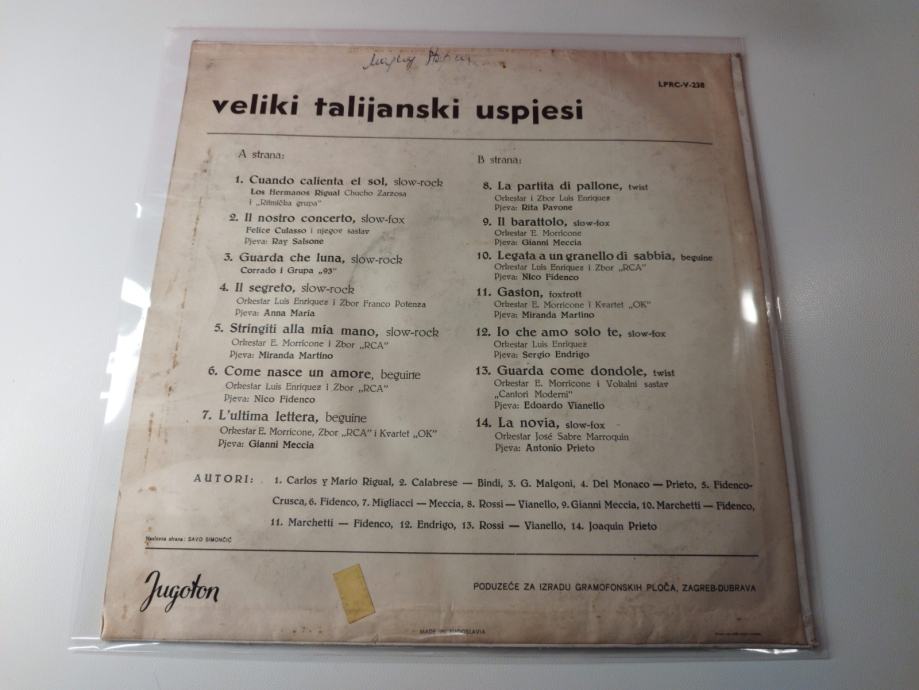 LPRC-V-238
veliki talijanski uspjesi
A strana:
1. Cuando calienta el sol, slow-rock
Los Hermanos Rigual Chucho Zarzosa
i „Ritmička grupa"
2. Il nostro concerto, slow-fox
Felice Culasso i njegov sastav
Pjeva: Ray Salsone
3. Guarda che luna, slow-rock
Corrado i Grupa „93"
4. Il segreto, slow-rock
Orkestar Luis Enriquez i Zbor Franco Potenza
Pjeva: Anna Maria
5. Stringiti alla mia mano, slow-rock
Orkestar E. Morricone i Zbor „RCA"
Pjeva: Miranda Martino
6. Come nasce un amore, beguine
Orkestar Luis Enriquez i Zbor „RCA"
Pjeva: Nico Fidenco
7. L'ultima lettera, beguine
Orkestar E. Morricone, Zbor „RCA" i Kvartet „OK"
Pjeva: Gianni Meccia
B strana:
8. La partita di pallone, twist
Orkestar i Zbor Luis Enriquez
Pjeva: Rita Pavone
9. Il barattolo, slow-fox
Orkestar E. Morricone
Pjeva: Gianni Meccia
10. Legata a un granello di sabbia, beguine
Orkestar Luis Enriquez i Zbor „RCA"
Pjeva: Nico Fidenco
11. Gaston, foxtrott
Orkestar E. Morricone i Kvartet „OK"
Pjeva: Miranda Martino
12. Io che amo solo te, slow-fox
Orkestar Luis Enriquez
Pjeva: Sergio Endrigo
13. Guarda come dondole, twist
Orkestar E. Morricone i Vokalni sastav
„Cantori Moderni"
Pjeva: Edoardo Vianello
14. La novia, slow-fox
Orkestar José Sabre Marroquin
Pjeva: Antonio Prieto
AUTORI: 1. Carlos y Mario Rigual, 2. Calabrese — Bindi, 3. G. Malgoni, 4. Del Monaco — Prieto, 5. Fidenco-
Crusca, 6. Fidenco, 7. Migliacci — Meccia, 8. Rossi — Vianello, 9. Gianni Meccia, 10. Marchetti — Fidenco,
11. Marchetti — Fidenco, 12. Endrigo, 13. Rossi — Vianello, 14. Joaquin Prieto
Naslovna strana: SAVO SIMONČIĆ
Jugoton
PODUZEĆE ZA IZRADU GRAMOFONSKIH PLOČA, ZAGREB-DUBRAVA
MADE IN YUGOSLAVIA